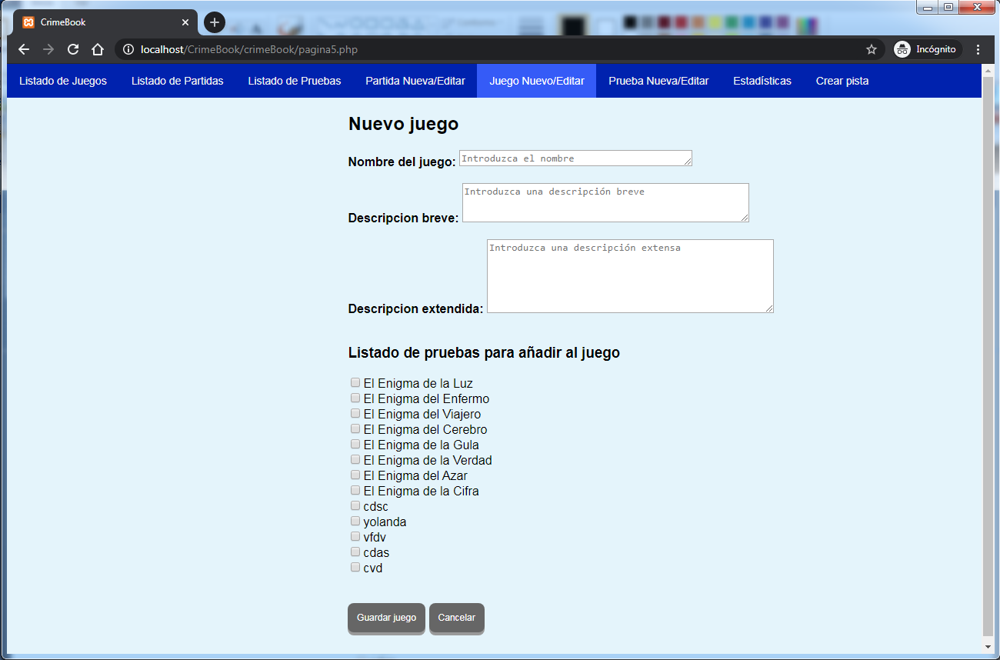 CrimeBook
localhost/CrimeBook/crimeBook/pagina5.php
Incógnito
Listado de Juegos Listado de Partidas Listado de Pruebas Partida Nueva/Editar Juego Nuevo/Editar Prueba Nueva/Editar Estadísticas Crear pista
Nuevo juego
Nombre del juego: Introduzca el nombre
Introduzca una descripción breve
Descripcion breve:
Introduzca una descripción extensa
Descripcion extendida:
Listado de pruebas para añadir al juego
El Enigma de la Luz
El Enigma del Enfermo
El Enigma del Viajero
El Enigma del Cerebro
El Enigma de la Gula
El Enigma de la Verdad
El Enigma del Azar
El Enigma de la Cifra
cdsc
yolanda
vfdv
cdas
cvd
Guardar juego Cancelar